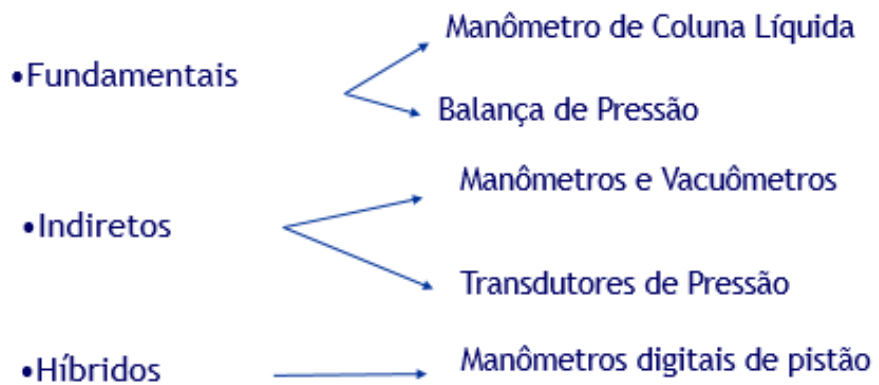 •Fundamentais
Manômetro de Coluna Líquida
Balança de Pressão
•Indiretos
Manômetros e Vacuômetros
Transdutores de Pressão
•Híbridos
Manômetros digitais de pistão